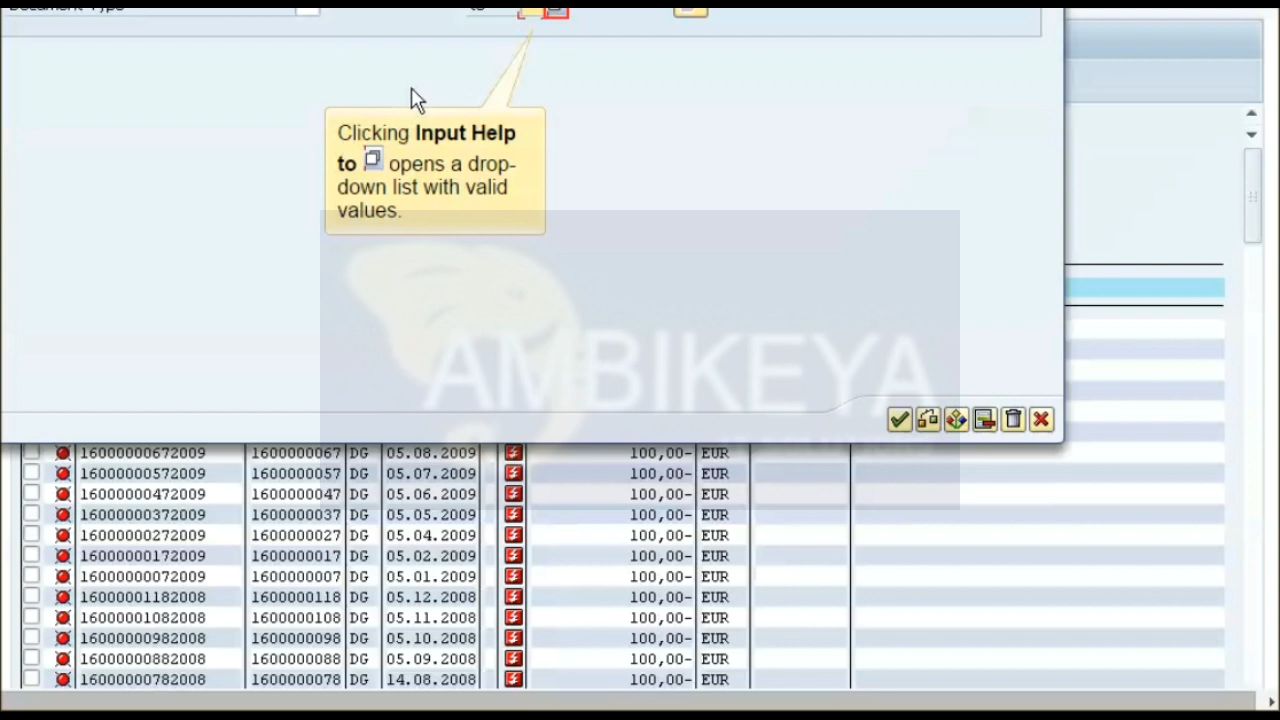 Document Type to
Clicking Input Help
to opens a drop-
down list with valid
values.
AMBIKEYA
16000000672009 1600000067 DG 05.08.2009 100,00- EUR
16000000572009 1600000057 DG 05.07.2009 100,00- EUR
16000000472009 1600000047 DG 05.06.2009 100,00- EUR
16000000372009 1600000037 DG 05.05.2009 100,00- EUR
16000000272009 1600000027 DG 05.04.2009 100,00- EUR
16000000172009 1600000017 DG 05.02.2009 100,00- EUR
16000000072009 1600000007 DG 05.01.2009 100,00- EUR
16000001182008 1600000118 DG 05.12.2008 100,00- EUR
16000001082008 1600000108 DG 05.11.2008 100,00- EUR
16000000982008 1600000098 DG 05.10.2008 100,00- EUR
16000000882008 1600000088 DG 05.09.2008 100,00- EUR
16000000782008 1600000078 DG 14.08.2008 100,00- EUR